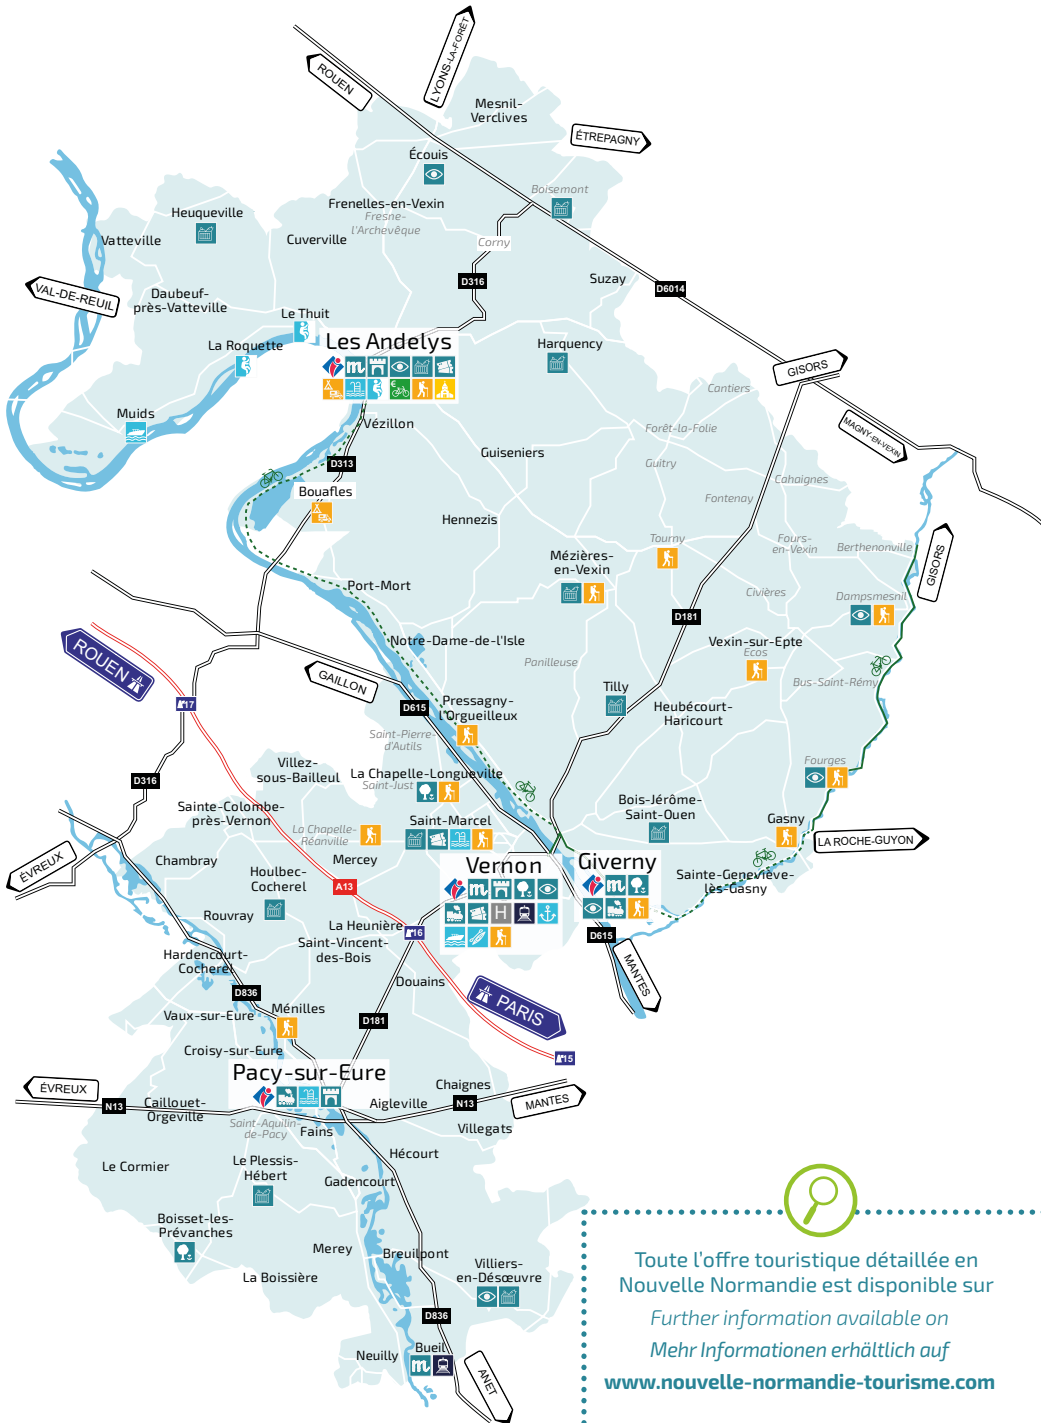 LYONS-LA-FORÊT
ROUEN
Mesnil-
Verclives
ÉTREPAGNY
Écouis
Boisemont
Frenelles-en-Vexin
Fresne-
l'Archevêque
Heuqueville
Vatteville
Cuverville
Corny
Suzay
D316
D6014
VAL-DE-REUIL
Daubeuf-
près-Vatteville
Le Thuit
La Roquette
Les Andelys
m
€
Harquency
GISORS
Cantiers
Muids
Vézillon
Forêt-la-Folie
MAGNY-EN-VEXIN
Guiseniers
Guitry
D313
Cahaignes
Bouafles
Fontenay
Hennezis
Tourny
Fours-
en-Vexin
Berthenonville
GISORS
Mézières-
en-Vexin
Port-Mort
Civières
Dampsmesnil
D181
Notre-Dame-de-l'Isle
Vexin-sur-Epte
Ecos
Panilleuse
ROUEN
GAILLON
Bus-Saint-Rémy
Tilly
17
D615
Pressagny-
l'Orgueilleux
Heubécourt-
Haricourt
Saint-Pierre-
d'Autils
Fourges
Villez-
sous-Bailleul
La Chapelle-Longueville
Saint-Just
D316
Sainte-Colombe-
près-Vernon
Bois-Jérôme-
Saint-Ouen
Gasny
La Chapelle-
Réanville
Saint-Marcel
LA ROCHE-GUYON
ÉVREUX
Chambray
Mercey
Vernon
m
H
Giverny
m
Houlbec-
Cocherel
A13
Sainte-Geneviève-
lès-Gasny
Rouvray
La Heunière
16
D615
Saint-Vincent-
des-Bois
Hardencourt-
Cocherel
MANTES
Douains
D836
PARIS
Vaux-sur-Eure
Ménilles
D181
Croisy-sur-Eure
15
Pacy-sur-Eure
ÉVREUX
Chaignes
N13
Caillouet-
Orgeville
Aigleville
N13
MANTES
Saint-Aquilin-
de-Pacy
Fains
Villegats
Hécourt
Le Cormier
Le Plessis-
Hébert
Gadencourt
Boisset-les-
Prévanches
Merey
Breuilpont
La Boissière
Villiers-
en-Désœuvre
D836
Neuilly
Bueil
m
ANET
Toute l'offre touristique détaillée en
Nouvelle Normandie est disponible sur
Further information available on
Mehr Informationen erhältlich auf
www.nouvelle-normandie-tourisme.com